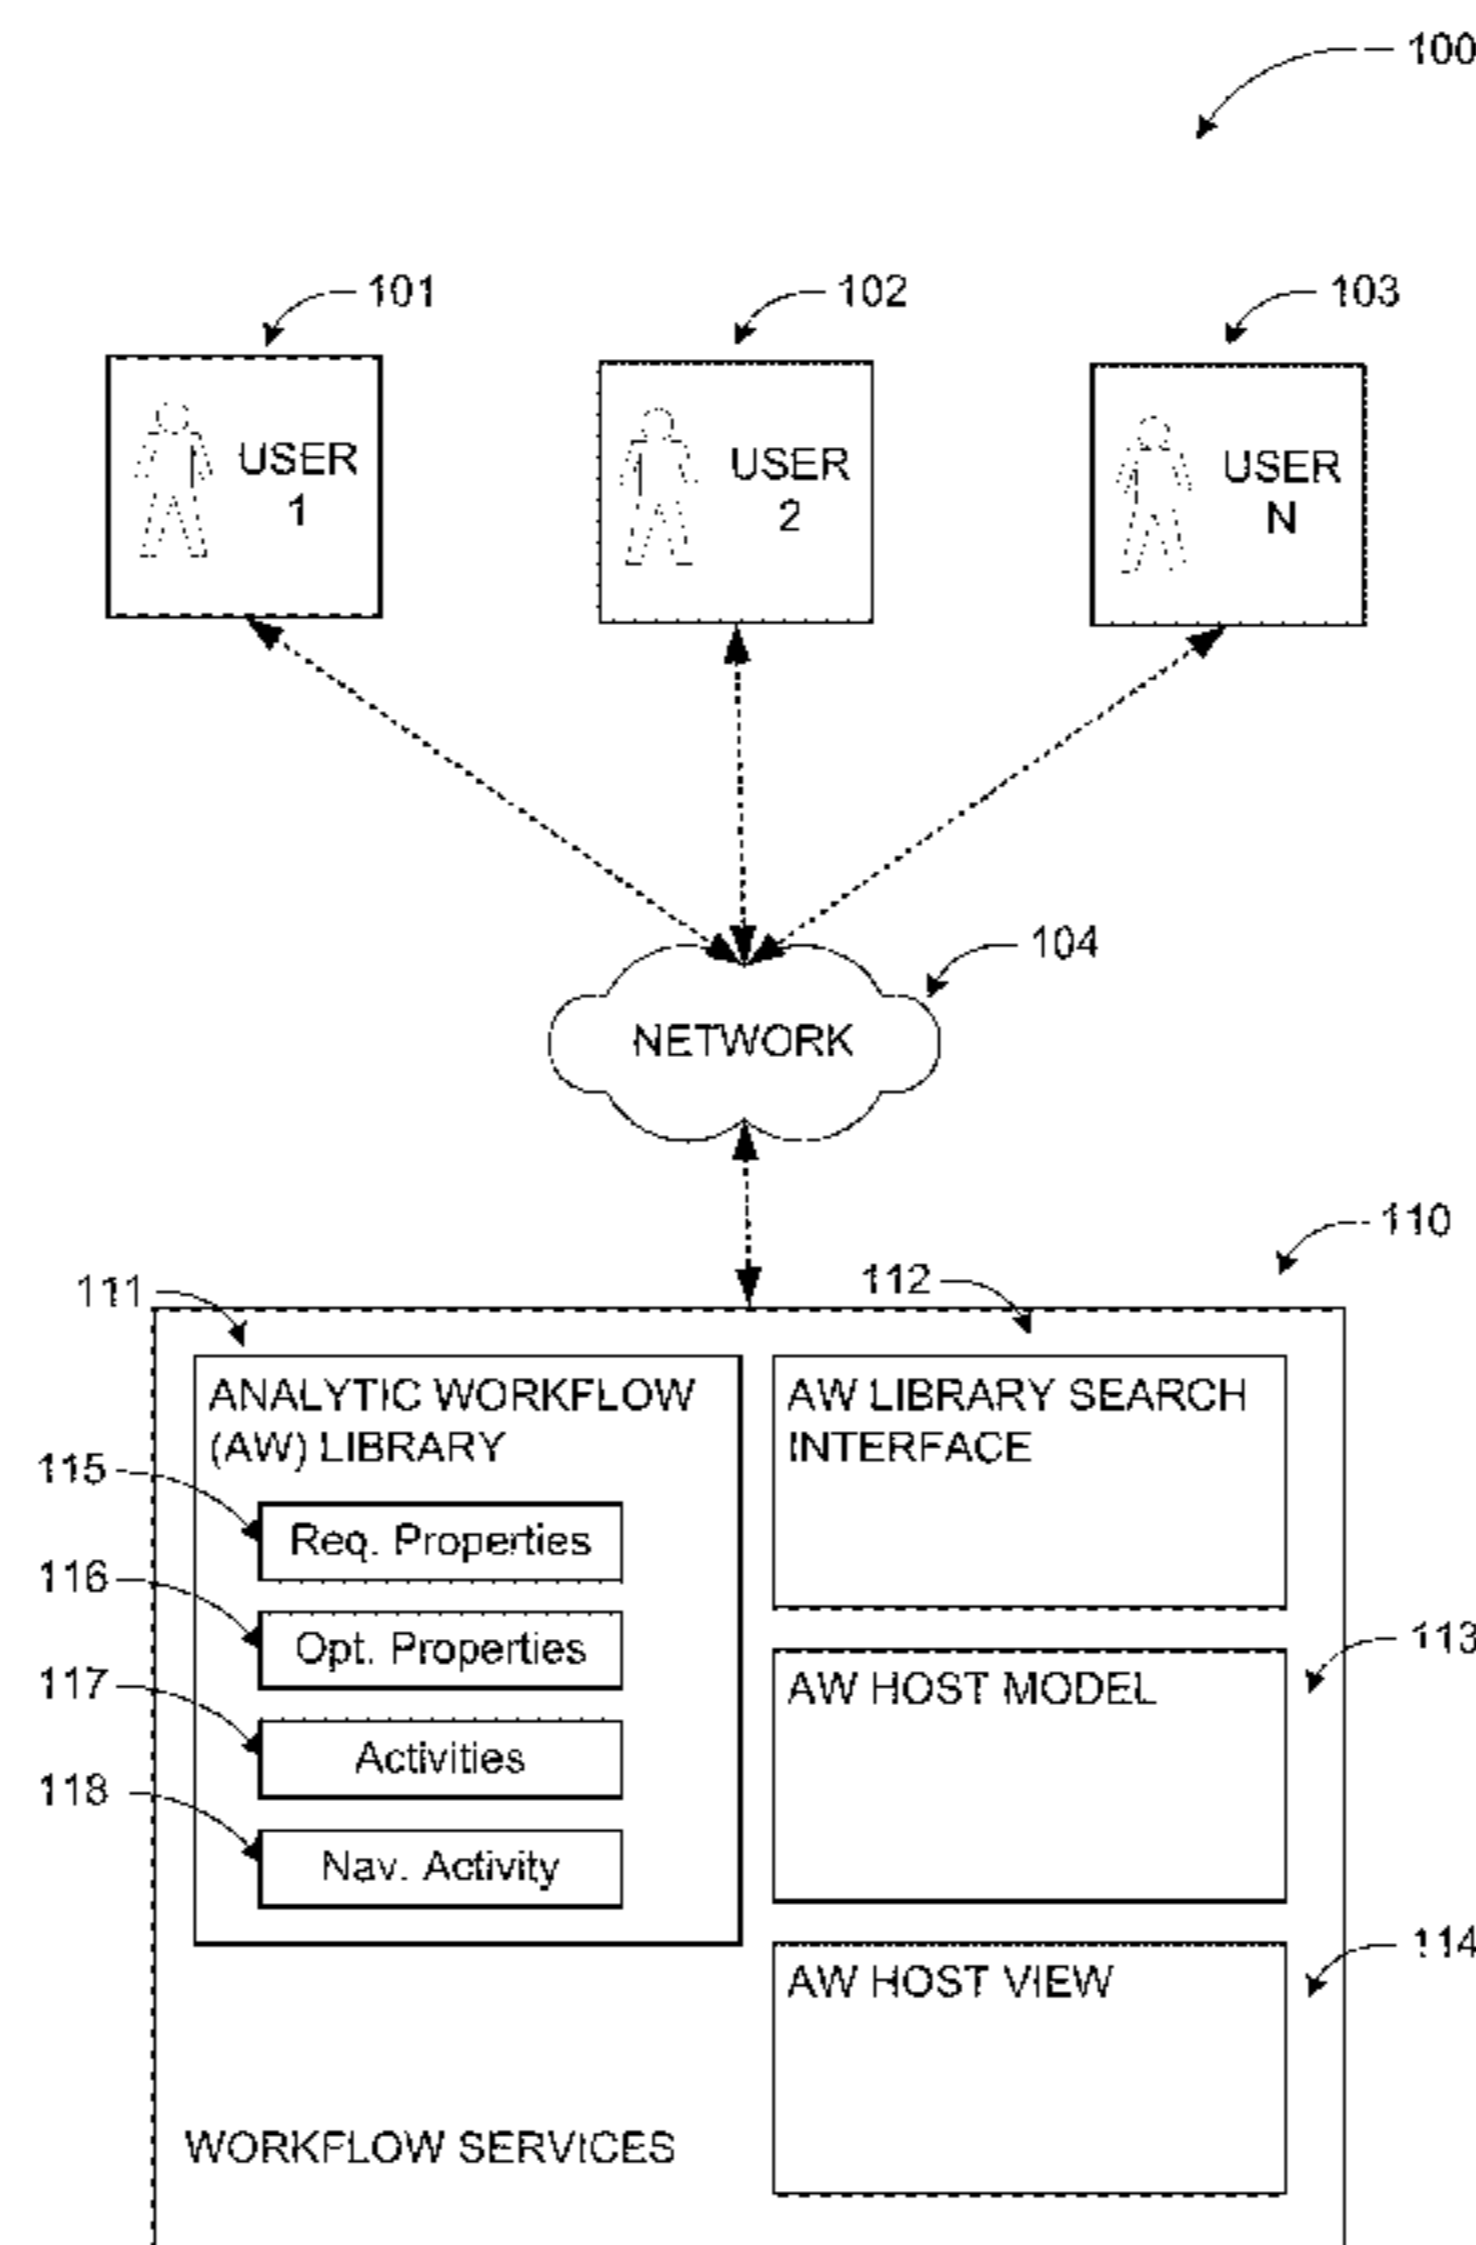 100
101
102
103
USER
1
USER
2
USER
N
104
NETWORK
110
111
112
ANALYTIC WORKFLOW
(AW) LIBRARY
AW LIBRARY SEARCH
INTERFACE
115
Req. Properties
116
Opt. Properties
113
117
AW HOST MODEL
Activities
118
Nav. Activity
114
AW HOST VIEW
WORKFLOW SERVICES